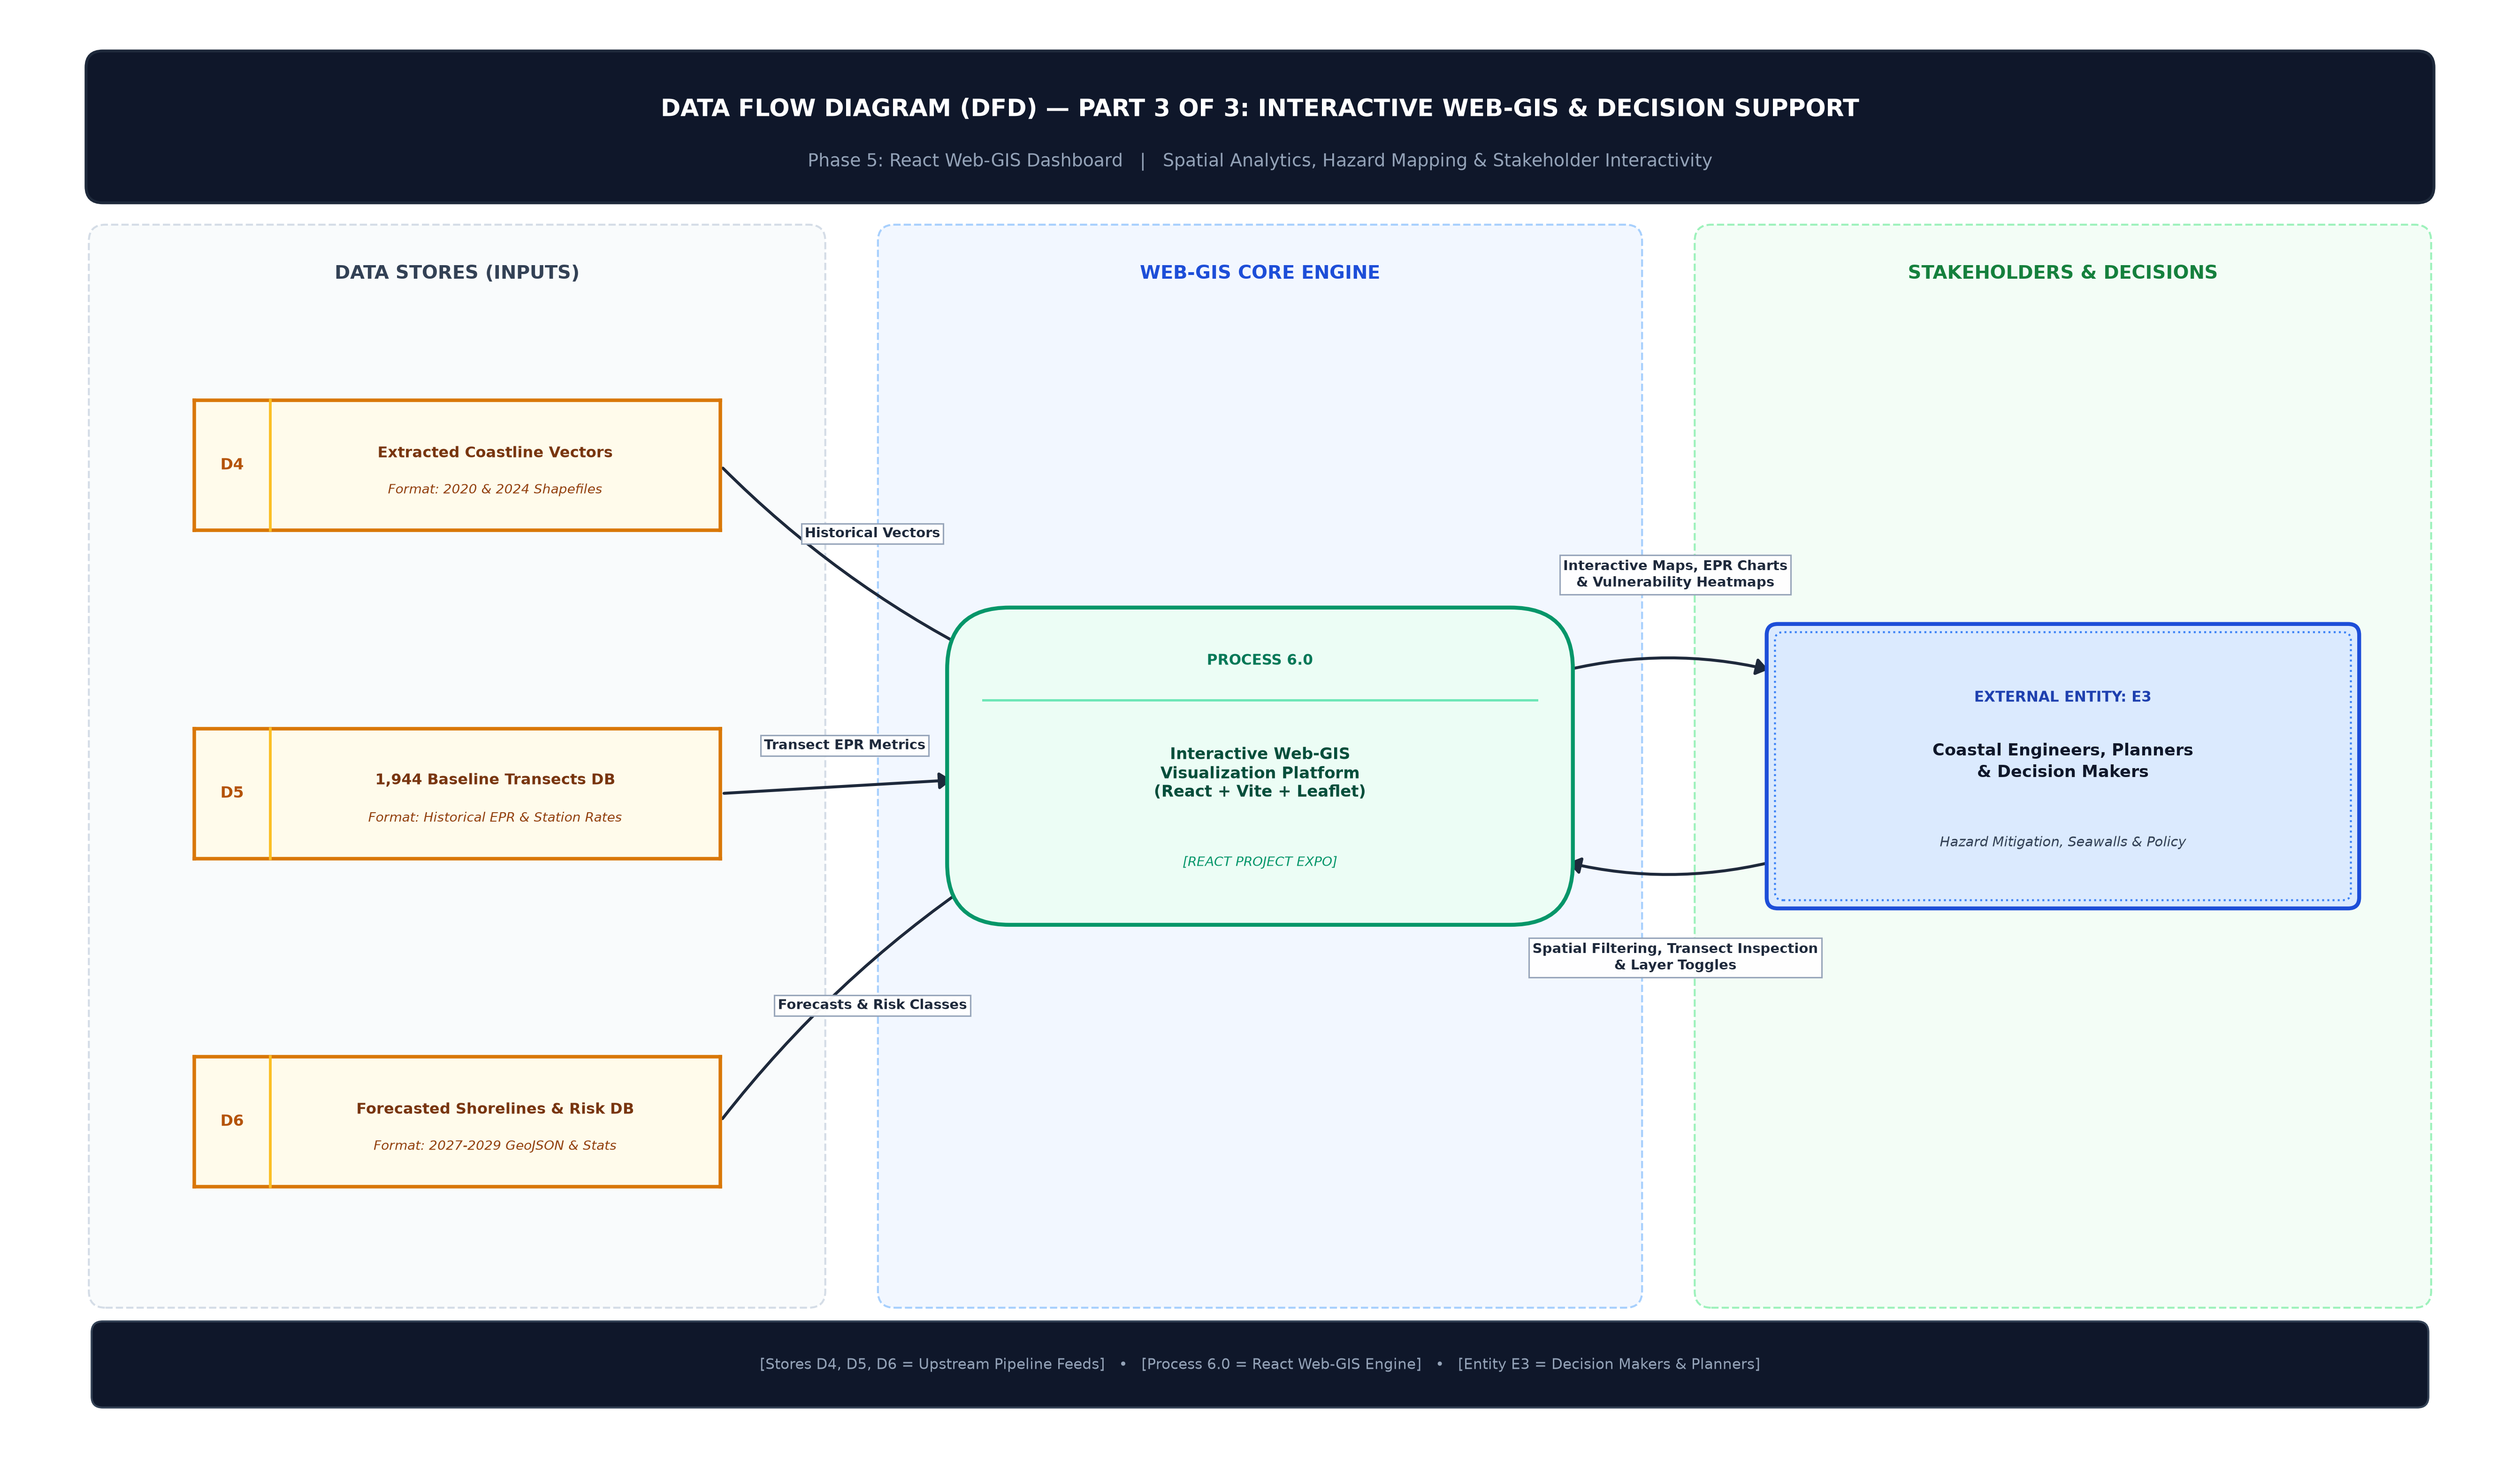 DATA FLOW DIAGRAM (DFD) — PART 3 OF 3: INTERACTIVE WEB-GIS & DECISION SUPPORT
Phase 5: React Web-GIS Dashboard | Spatial Analytics, Hazard Mapping & Stakeholder Interactivity
DATA STORES (INPUTS)
D4
Extracted Coastline Vectors
Format: 2020 & 2024 Shapefiles
D5
1,944 Baseline Transects DB
Format: Historical EPR & Station Rates
D6
Forecasted Shorelines & Risk DB
Format: 2027-2029 GeoJSON & Stats
Historical Vectors
Transect EPR Metrics
Forecasts & Risk Classes
WEB-GIS CORE ENGINE
PROCESS 6.0
Interactive Web-GIS
Visualization Platform
(React + Vite + Leaflet)
[REACT PROJECT EXPO]
Interactive Maps, EPR Charts
& Vulnerability Heatmaps
Spatial Filtering, Transect Inspection
& Layer Toggles
STAKEHOLDERS & DECISIONS
EXTERNAL ENTITY: E3
Coastal Engineers, Planners
& Decision Makers
Hazard Mitigation, Seawalls & Policy
[Stores D4, D5, D6 = Upstream Pipeline Feeds] • [Process 6.0 = React Web-GIS Engine] • [Entity E3 = Decision Makers & Planners]